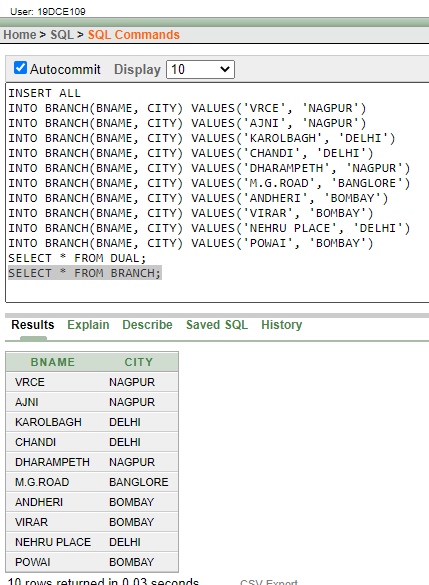 User: 19DCE109
Home > SQL > SQL Commands
Autocommit Display 10
INSERT ALL
INTO BRANCH(BNAME, CITY) VALUES('VRCE', 'NAGPUR')
INTO BRANCH(BNAME, CITY) VALUES('AJNI', 'NAGPUR')
INTO BRANCH(BNAME, CITY) VALUES('KAROLBAGH', 'DELHI')
INTO BRANCH(BNAME, CITY) VALUES('CHANDI', 'DELHI')
INTO BRANCH(BNAME, CITY) VALUES('DHARAMPETH', 'NAGPUR')
INTO BRANCH(BNAME, CITY) VALUES('M.G.ROAD', 'BANGLORE')
INTO BRANCH(BNAME, CITY) VALUES('ANDHERI', 'BOMBAY')
INTO BRANCH(BNAME, CITY) VALUES('VIRAR', 'BOMBAY')
INTO BRANCH(BNAME, CITY) VALUES('NEHRU PLACE', 'DELHI')
INTO BRANCH(BNAME, CITY) VALUES('POWAI', 'BOMBAY')
SELECT * FROM DUAL;
SELECT * FROM BRANCH;
Results Explain Describe Saved SQL History
BNAME CITY
VRCE NAGPUR
AJNI NAGPUR
KAROLBAGH DELHI
CHANDI DELHI
DHARAMPETH NAGPUR
M.G.ROAD BANGLORE
ANDHERI BOMBAY
VIRAR BOMBAY
NEHRU PLACE DELHI
POWAI BOMBAY
10 rows returned in 0.03 seconds CSV Export